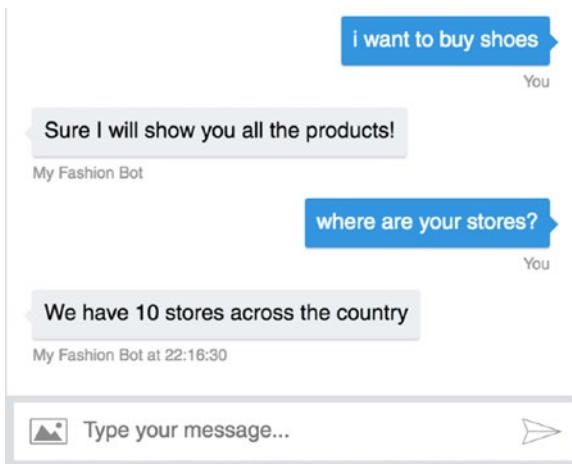 i want to buy shoes
You
Sure I will show you all the products!
My Fashion Bot
where are your stores?
You
We have 10 stores across the country
My Fashion Bot at 22:16:30
Type your message...